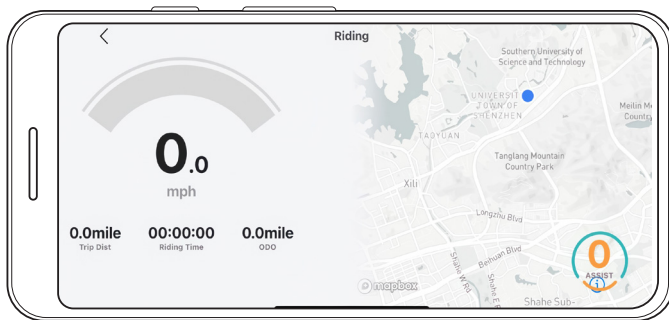 Riding
0.0
mph
0.0mile
Trip Dist
00:00:00
Riding Time
0.0mile
ODO
Southern University of
Science and Technology
UNIVERSIT
TOWN OF
SHENZHEN
TAOYUAN
Meilin
Country
Tanglang Mountain
Country Park
Xili
Longzhu Blvd
Beihuan Blvd
Shahe W Rd
Shahe E
0
ASSIST
i
mapbox
Shahe Sub-